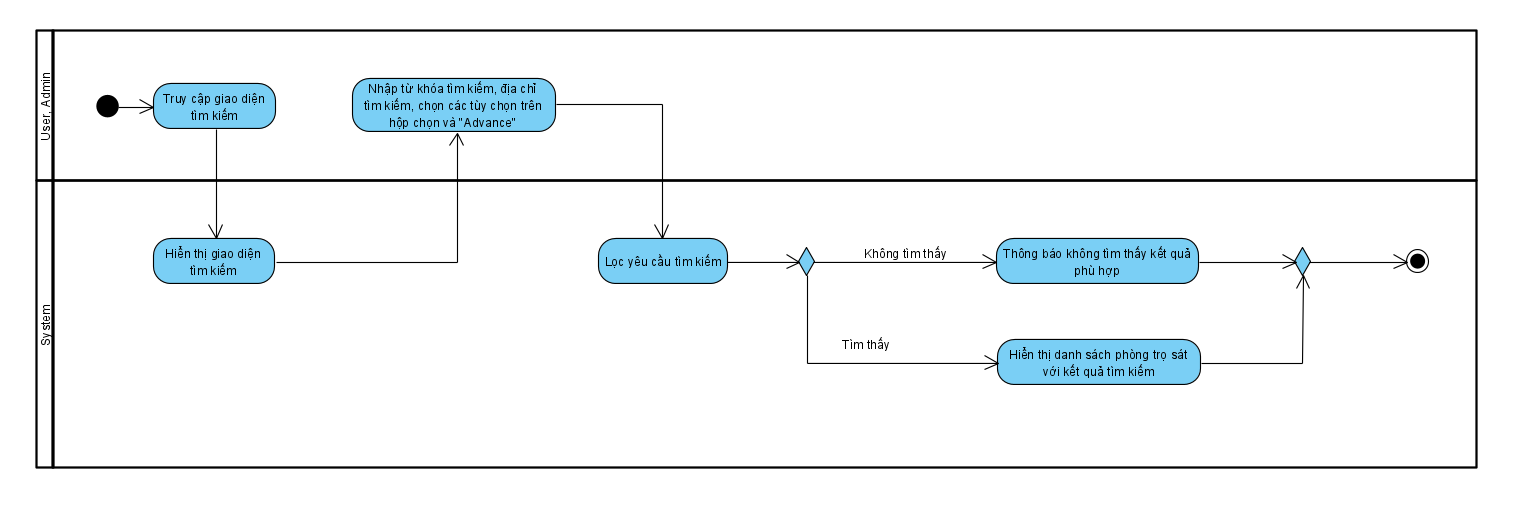 User, Admin
Truy cập giao diện
tìm kiếm
Nhập từ khóa tìm kiếm, địa chỉ
tìm kiếm, chọn các tùy chọn trên
hộp chọn và "Advance"
System
Hiển thị giao diện
tìm kiếm
Lọc yêu cầu tìm kiếm
Không tìm thấy
Thông báo không tìm thấy kết quả
phù hợp
Tìm thấy
Hiển thị danh sách phòng trọ sát
với kết quả tìm kiếm